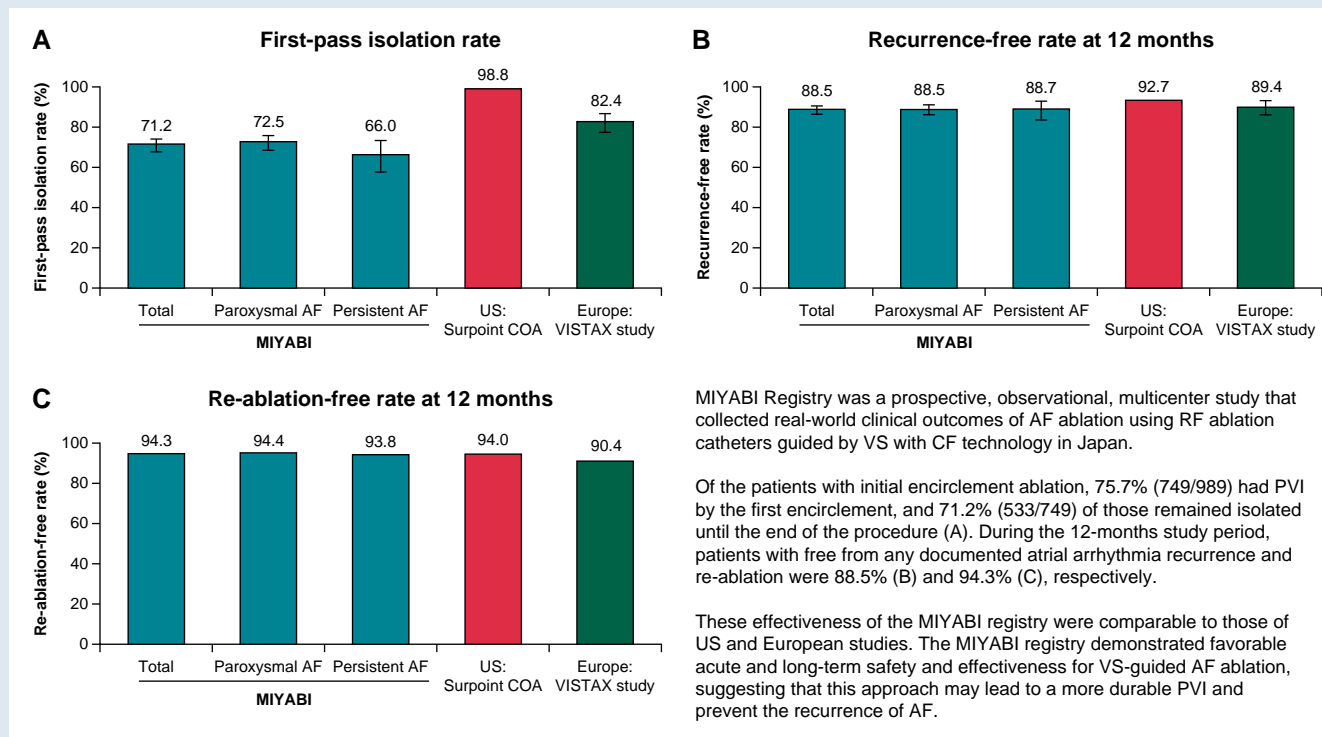 A
First-pass isolation rate
First-pass isolation rate (%)
100
80
60
40
20
0
71.2
72.5
66.0
98.8
82.4
Total
Paroxysmal AF
Persistent AF
US:
Surpoint COA
Europe:
VISTAX study
MIYABI
B
Recurrence-free rate at 12 months
Recurrence-free rate (%)
100
80
60
40
20
0
88.5
88.5
88.7
92.7
89.4
Total
Paroxysmal AF
Persistent AF
US:
Surpoint COA
Europe:
VISTAX study
MIYABI
C
Re-ablation-free rate at 12 months
Re-ablation-free rate (%)
100
80
60
40
20
0
94.3
94.4
93.8
94.0
90.4
Total
Paroxysmal AF
Persistent AF
US:
Surpoint COA
Europe:
VISTAX study
MIYABI
MIYABI Registry was a prospective, observational, multicenter study that
collected real-world clinical outcomes of AF ablation using RF ablation
catheters guided by VS with CF technology in Japan.
Of the patients with initial encirclement ablation, 75.7% (749/989) had PVI
by the first encirclement, and 71.2% (533/749) of those remained isolated
until the end of the procedure (A). During the 12-months study period,
patients with free from any documented atrial arrhythmia recurrence and
re-ablation were 88.5% (B) and 94.3% (C), respectively.
These effectiveness of the MIYABI registry were comparable to those of
US and European studies. The MIYABI registry demonstrated favorable
acute and long-term safety and effectiveness for VS-guided AF ablation,
suggesting that this approach may lead to a more durable PVI and
prevent the recurrence of AF.